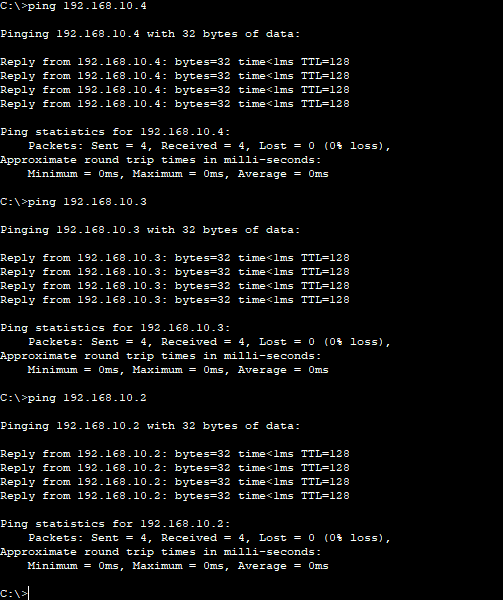 C:\>ping 192.168.10.4
Pinging 192.168.10.4 with 32 bytes of data:
Reply from 192.168.10.4: bytes=32 time<1ms TTL=128
Reply from 192.168.10.4: bytes=32 time<1ms TTL=128
Reply from 192.168.10.4: bytes=32 time<1ms TTL=128
Reply from 192.168.10.4: bytes=32 time<1ms TTL=128
Ping statistics for 192.168.10.4:
    Packets: Sent = 4, Received = 4, Lost = 0 (0% loss),
Approximate round trip times in milli-seconds:
    Minimum = 0ms, Maximum = 0ms, Average = 0ms
C:\>ping 192.168.10.3
Pinging 192.168.10.3 with 32 bytes of data:
Reply from 192.168.10.3: bytes=32 time<1ms TTL=128
Reply from 192.168.10.3: bytes=32 time<1ms TTL=128
Reply from 192.168.10.3: bytes=32 time<1ms TTL=128
Reply from 192.168.10.3: bytes=32 time<1ms TTL=128
Ping statistics for 192.168.10.3:
    Packets: Sent = 4, Received = 4, Lost = 0 (0% loss),
Approximate round trip times in milli-seconds:
    Minimum = 0ms, Maximum = 0ms, Average = 0ms
C:\>ping 192.168.10.2
Pinging 192.168.10.2 with 32 bytes of data:
Reply from 192.168.10.2: bytes=32 time<1ms TTL=128
Reply from 192.168.10.2: bytes=32 time<1ms TTL=128
Reply from 192.168.10.2: bytes=32 time<1ms TTL=128
Reply from 192.168.10.2: bytes=32 time<1ms TTL=128
Ping statistics for 192.168.10.2:
    Packets: Sent = 4, Received = 4, Lost = 0 (0% loss),
Approximate round trip times in milli-seconds:
    Minimum = 0ms, Maximum = 0ms, Average = 0ms
C:\>